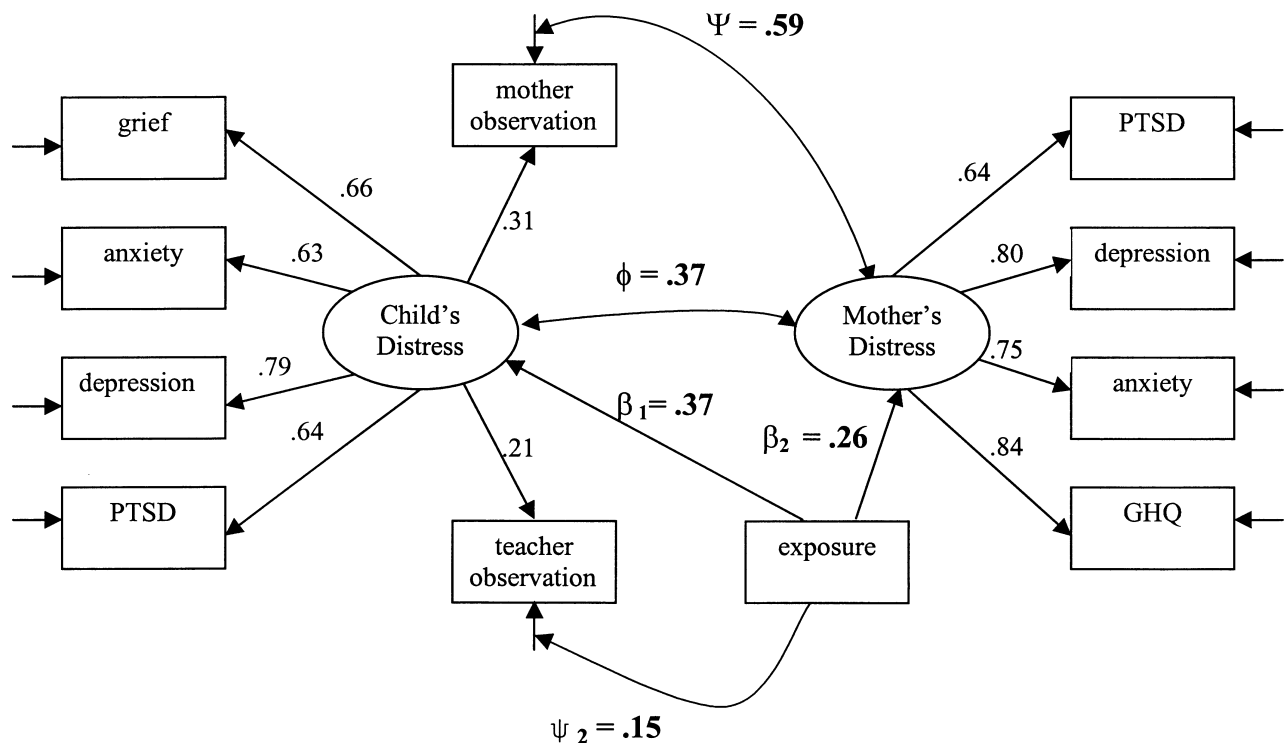 Ψ = .59
mother
observation
grief
PTSD
.66
.31
.64
anxiety
.63
.80
depression
ϕ = .37
Child's
Distress
Mother's
Distress
.79
.75
depression
anxiety
β1= .37
β2 = .26
.64
.21
.84
PTSD
GHQ
teacher
observation
exposure
ψ2 = .15